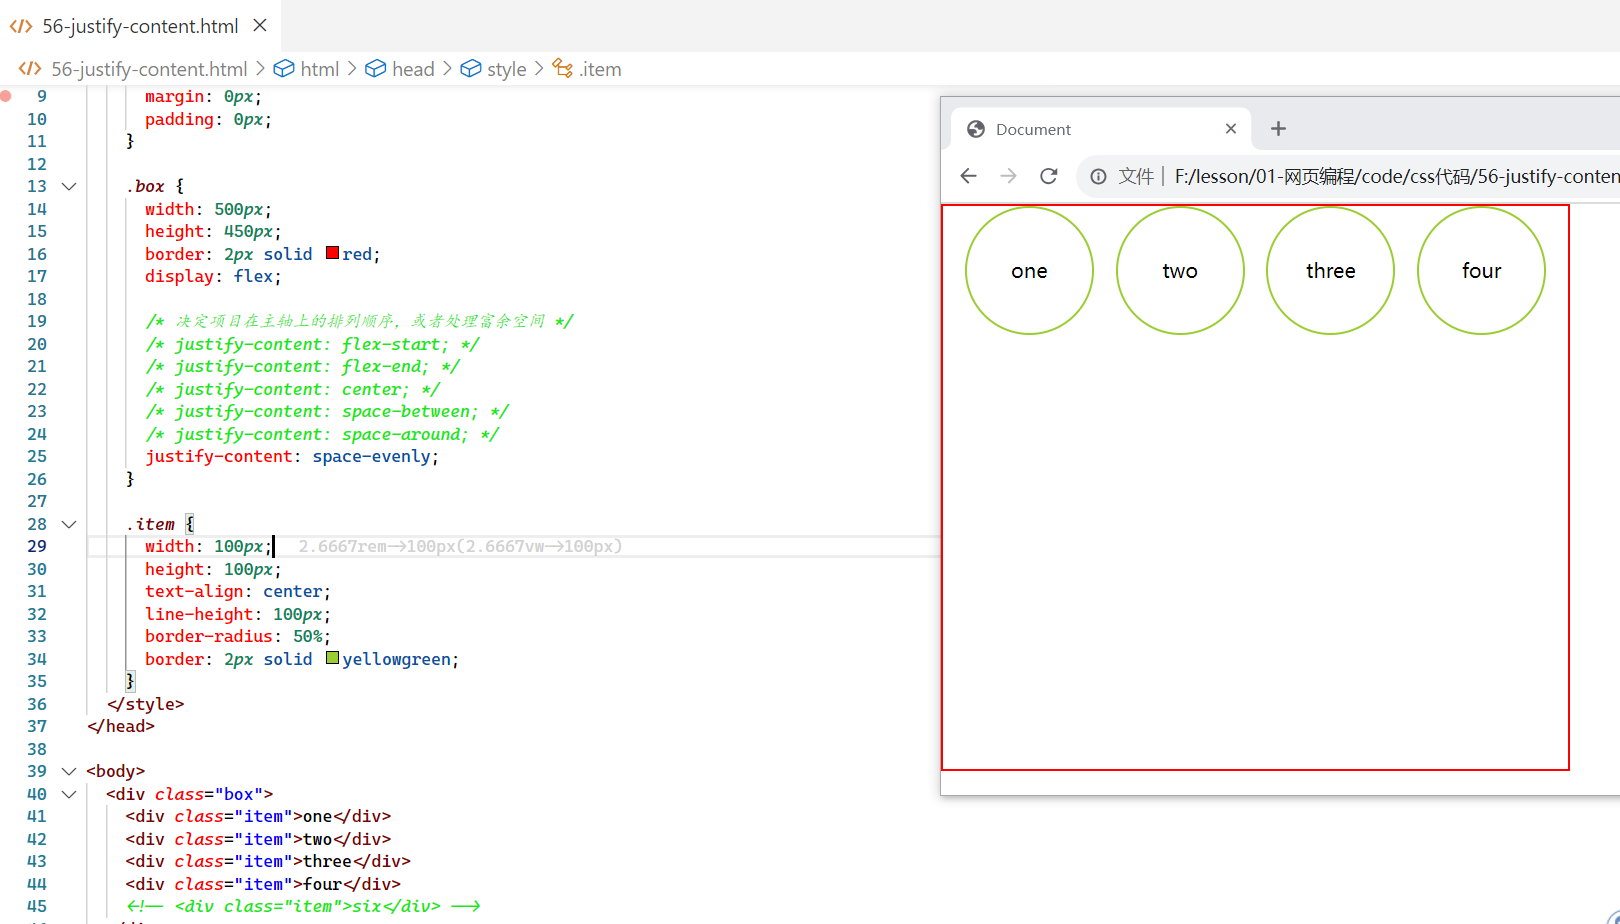 56-justify-content.html
56-justify-content.html > html > head > style > .item
9 margin: 0px;
10 padding: 0px;
11 }
12
13 .box {
14 width: 500px;
15 height: 450px;
16 border: 2px solid red;
17 display: flex;
18
19 /* 决定项目在主轴上的排列顺序，或者处理富余空间 */
20 /* justify-content: flex-start; */
21 /* justify-content: flex-end; */
22 /* justify-content: center; */
23 /* justify-content: space-between; */
24 /* justify-content: space-around; */
25 justify-content: space-evenly;
26 }
27
28 .item {
29 width: 100px; 2.6667rem->100px(2.6667vw->100px)
30 height: 100px;
31 text-align: center;
32 line-height: 100px;
33 border-radius: 50%;
34 border: 2px solid yellowgreen;
35 }
36 </style>
37 </head>
38
39 <body>
40 <div class="box">
41 <div class="item">one</div>
42 <div class="item">two</div>
43 <div class="item">three</div>
44 <div class="item">four</div>
45 <!-- <div class="item">six</div> -->
Document
文件 | F:/lesson/01-网页编程/code/css代码/56-justify-conten
one two three four